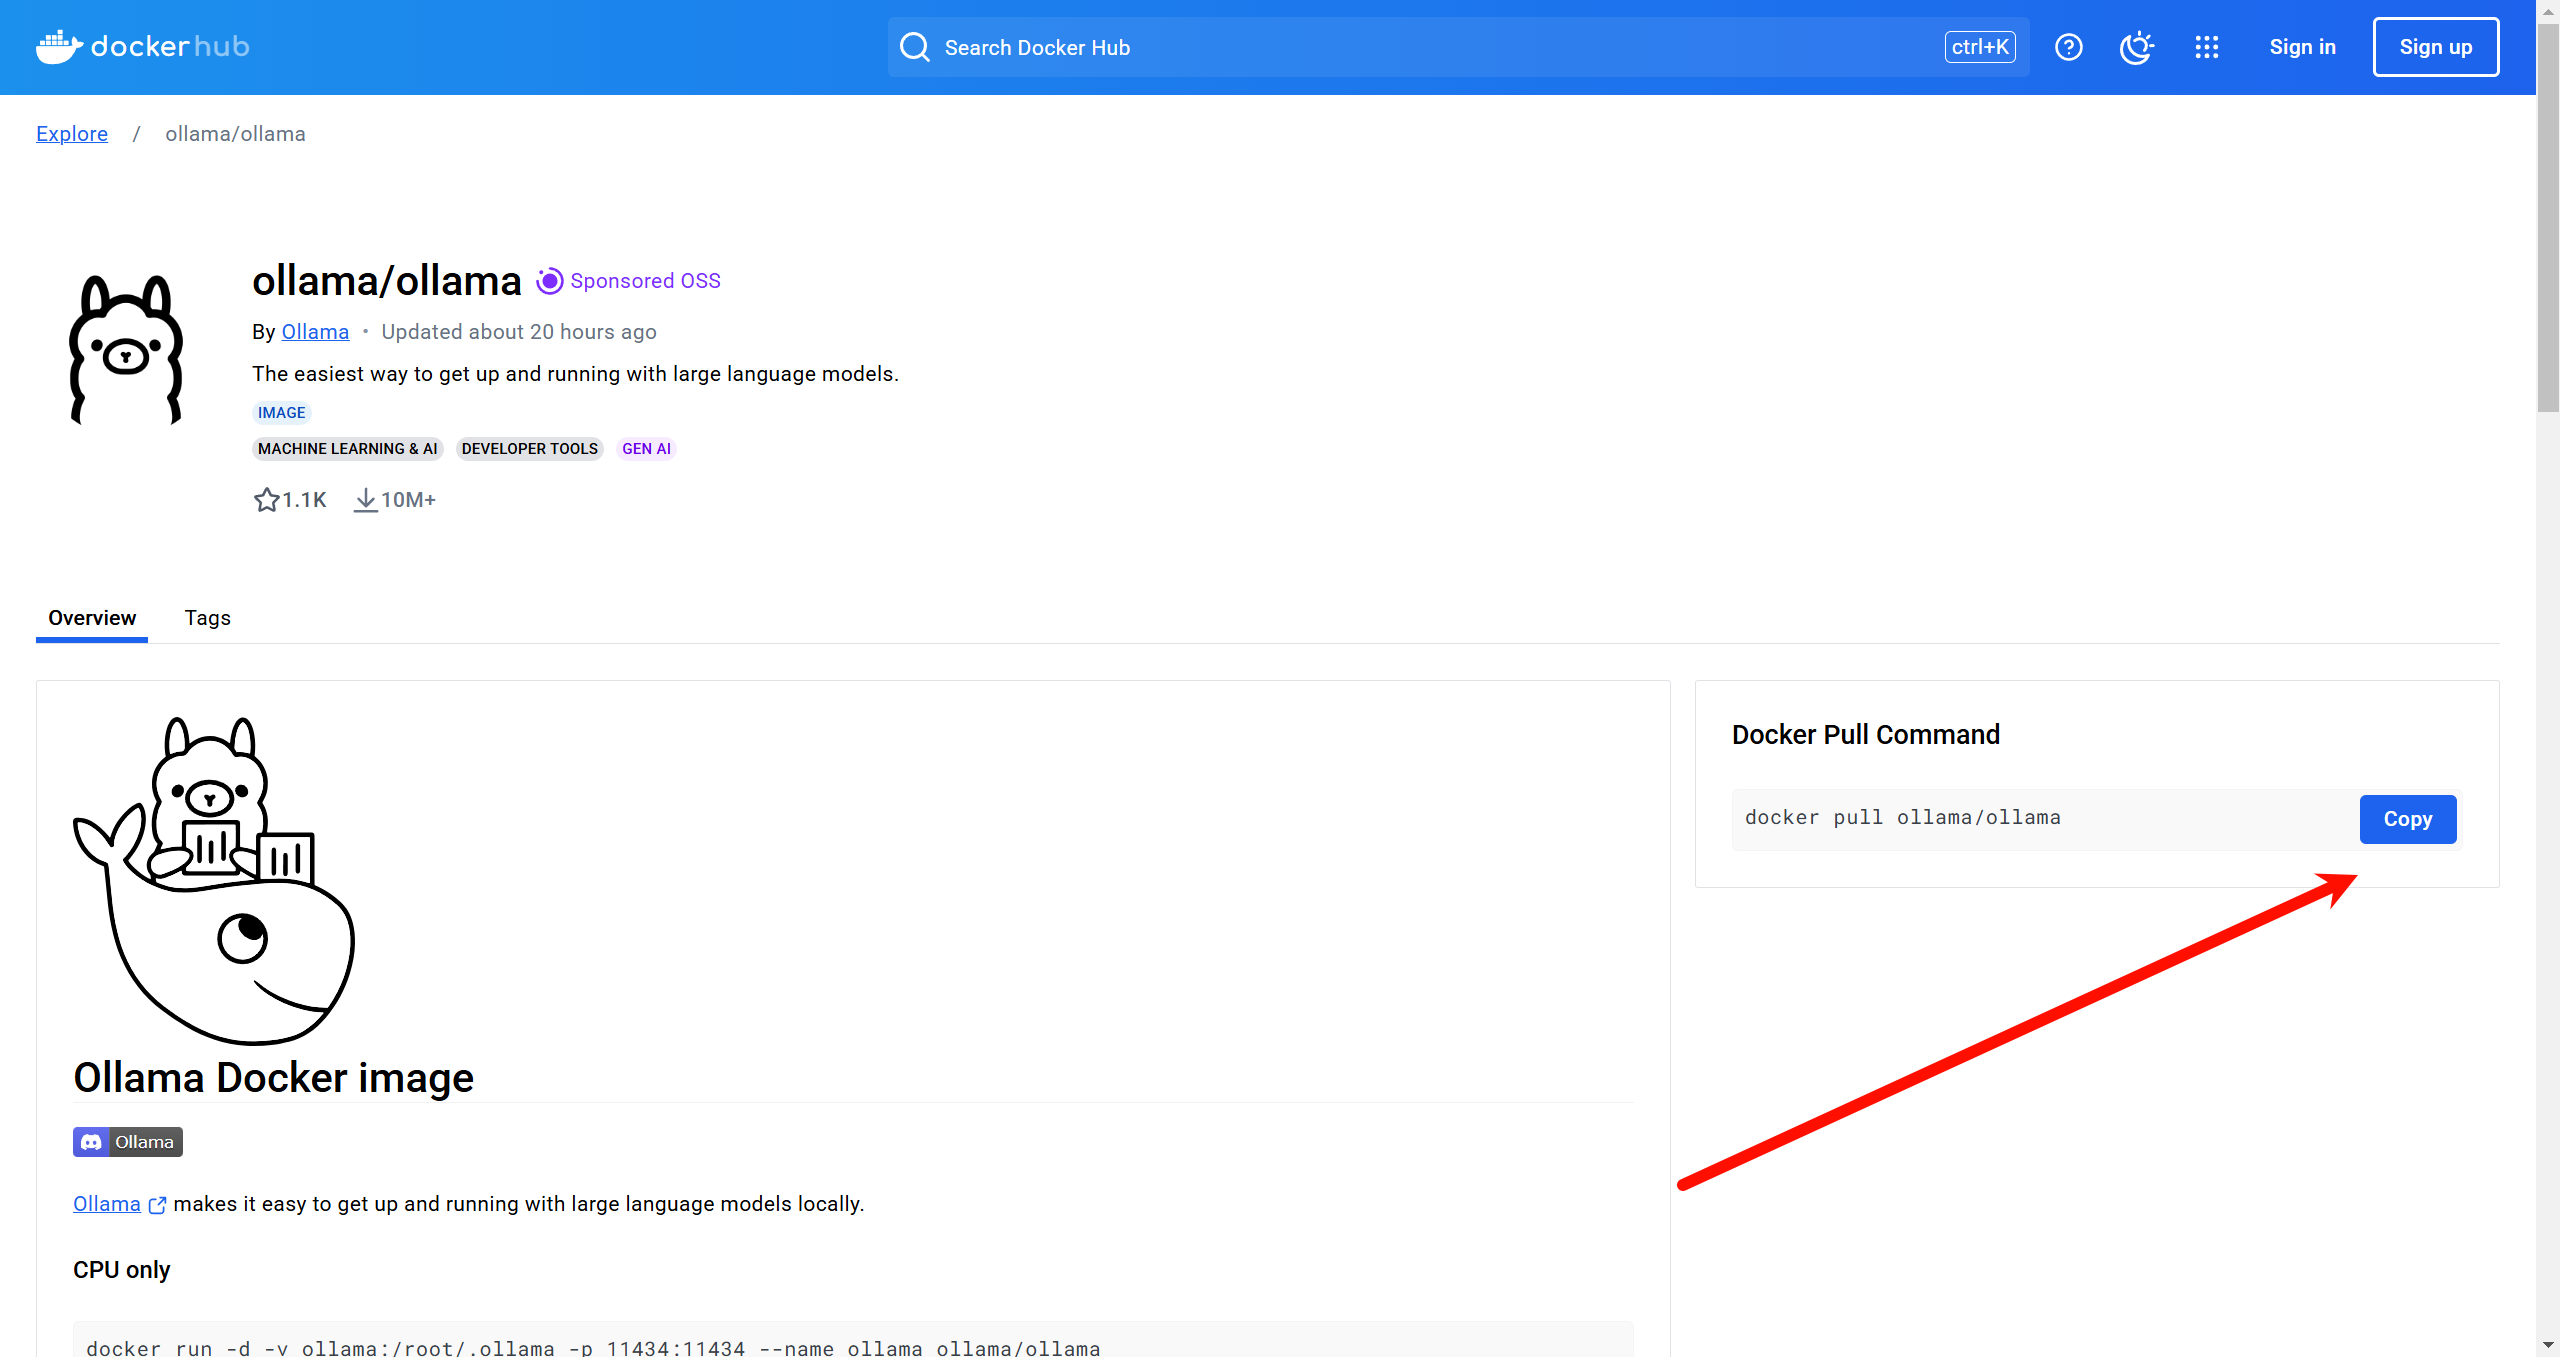 dockerhub
Search Docker Hub
ctrl+K
Sign in
Sign up
Explore / ollama/ollama
ollama/ollama
Sponsored OSS
By Ollama • Updated about 20 hours ago
The easiest way to get up and running with large language models.
IMAGE
MACHINE LEARNING & AI DEVELOPER TOOLS GEN AI
1.1K 10M+
Overview Tags
Docker Pull Command
docker pull ollama/ollama
Copy
Ollama Docker image
Ollama
Ollama makes it easy to get up and running with large language models locally.
CPU only
docker run -d -v ollama:/root/.ollama -p 11434:11434 --name ollama ollama/ollama